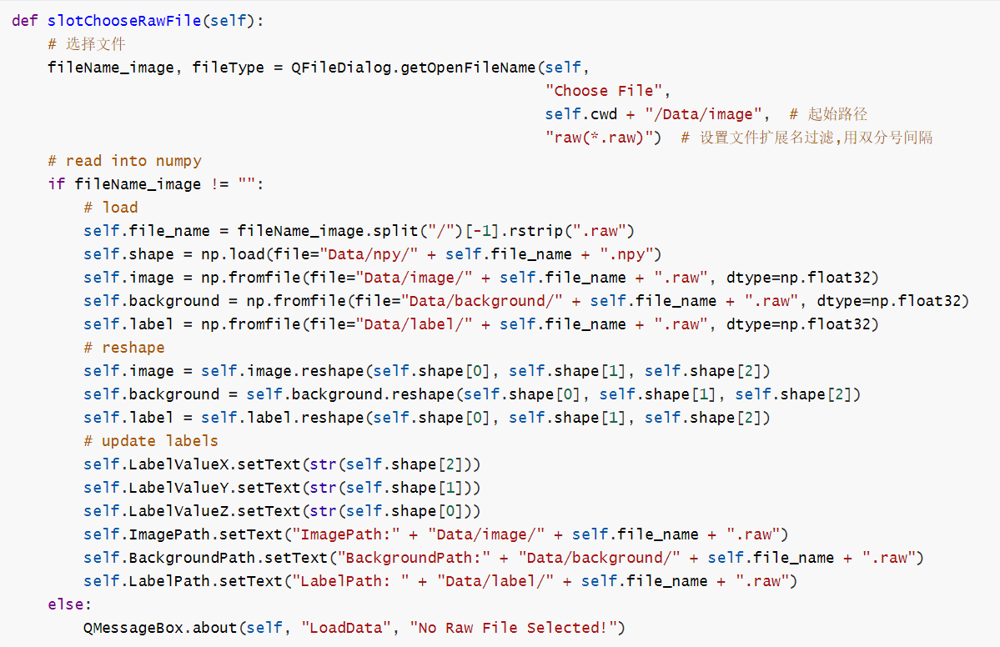 def slotChooseRawFile(self):
    # 选择文件
    fileName_image, fileType = QFileDialog.getOpenFileName(self,
                                                           "Choose File",
                                                           self.cwd + "/Data/image",  # 起始路径
                                                           "raw(*.raw)")  # 设置文件扩展名过滤,用双分号间隔
    # read into numpy
    if fileName_image != "":
        # load
        self.file_name = fileName_image.split("/")[-1].rstrip(".raw")
        self.shape = np.load(file="Data/npy/" + self.file_name + ".npy")
        self.image = np.fromfile(file="Data/image/" + self.file_name + ".raw", dtype=np.float32)
        self.background = np.fromfile(file="Data/background/" + self.file_name + ".raw", dtype=np.float32)
        self.label = np.fromfile(file="Data/label/" + self.file_name + ".raw", dtype=np.float32)
        # reshape
        self.image = self.image.reshape(self.shape[0], self.shape[1], self.shape[2])
        self.background = self.background.reshape(self.shape[0], self.shape[1], self.shape[2])
        self.label = self.label.reshape(self.shape[0], self.shape[1], self.shape[2])
        # update labels
        self.LabelValueX.setText(str(self.shape[2]))
        self.LabelValueY.setText(str(self.shape[1]))
        self.LabelValueZ.setText(str(self.shape[0]))
        self.ImagePath.setText("ImagePath:" + "Data/image/" + self.file_name + ".raw")
        self.BackgroundPath.setText("BackgroundPath:" + "Data/background/" + self.file_name + ".raw")
        self.LabelPath.setText("LabelPath: " + "Data/label/" + self.file_name + ".raw")
    else:
        QMessageBox.about(self, "LoadData", "No Raw File Selected!")